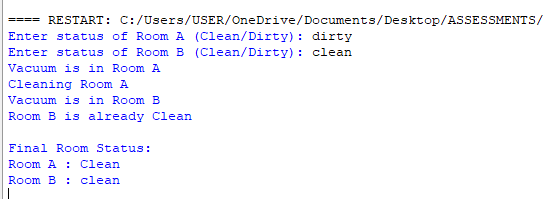 ==== RESTART: C:/Users/USER/OneDrive/Documents/Desktop/ASSESSMENTS/
Enter status of Room A (Clean/Dirty): dirty
Enter status of Room B (Clean/Dirty): clean
Vacuum is in Room A
Cleaning Room A
Vacuum is in Room B
Room B is already Clean
Final Room Status:
Room A : Clean
Room B : clean